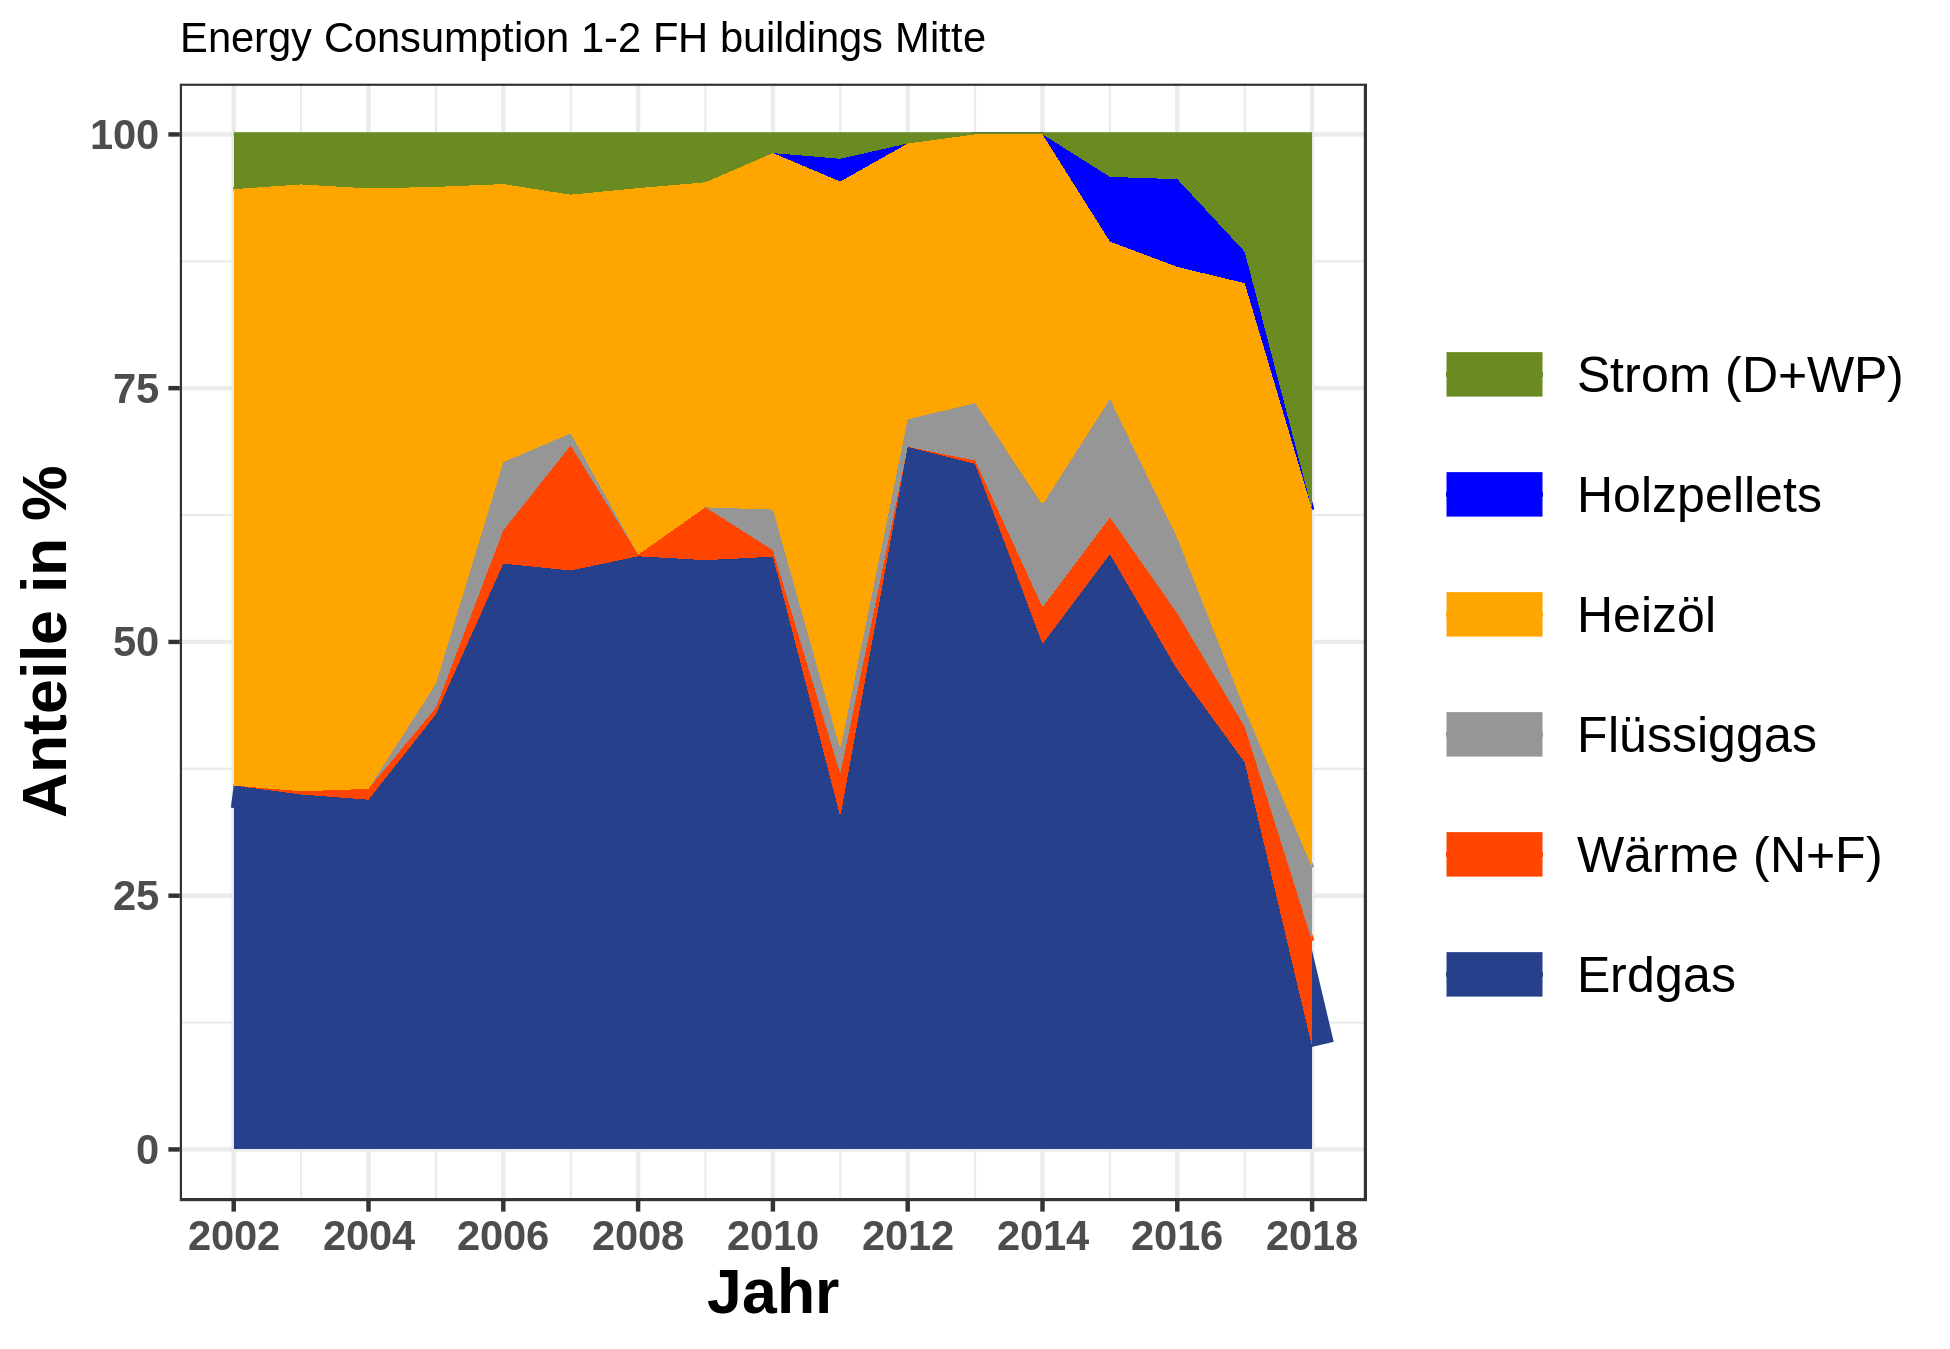 Energy Consumption 1-2 FH buildings Mitte
Anteile in %
100
75
50
25
0
2002 2004 2006 2008 2010 2012 2014 2016 2018
Jahr
Strom (D+WP)
Holzpellets
Heizöl
Flüssiggas
Wärme (N+F)
Erdgas